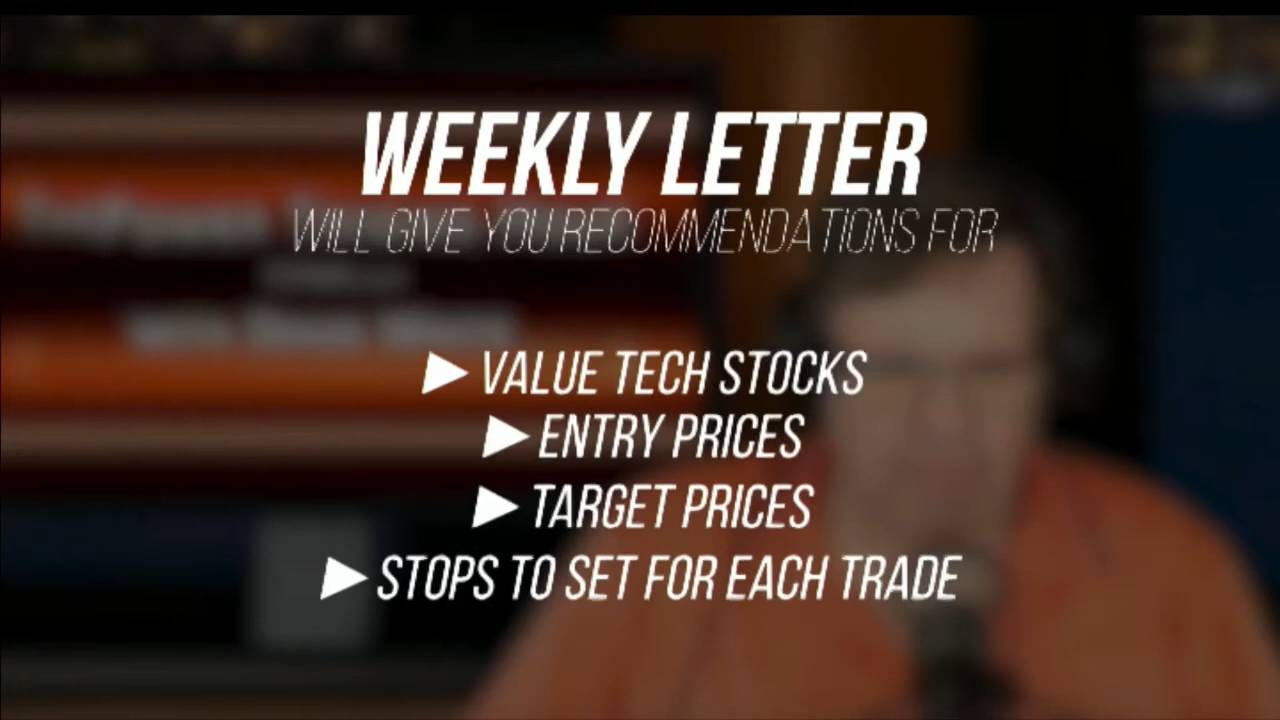 WEEKLY LETTER
WILL GIVE YOU RECOMMENDATIONS FOR
▶ VALUE TECH STOCKS
▶ ENTRY PRICES
▶ TARGET PRICES
▶ STOPS TO SET FOR EACH TRADE